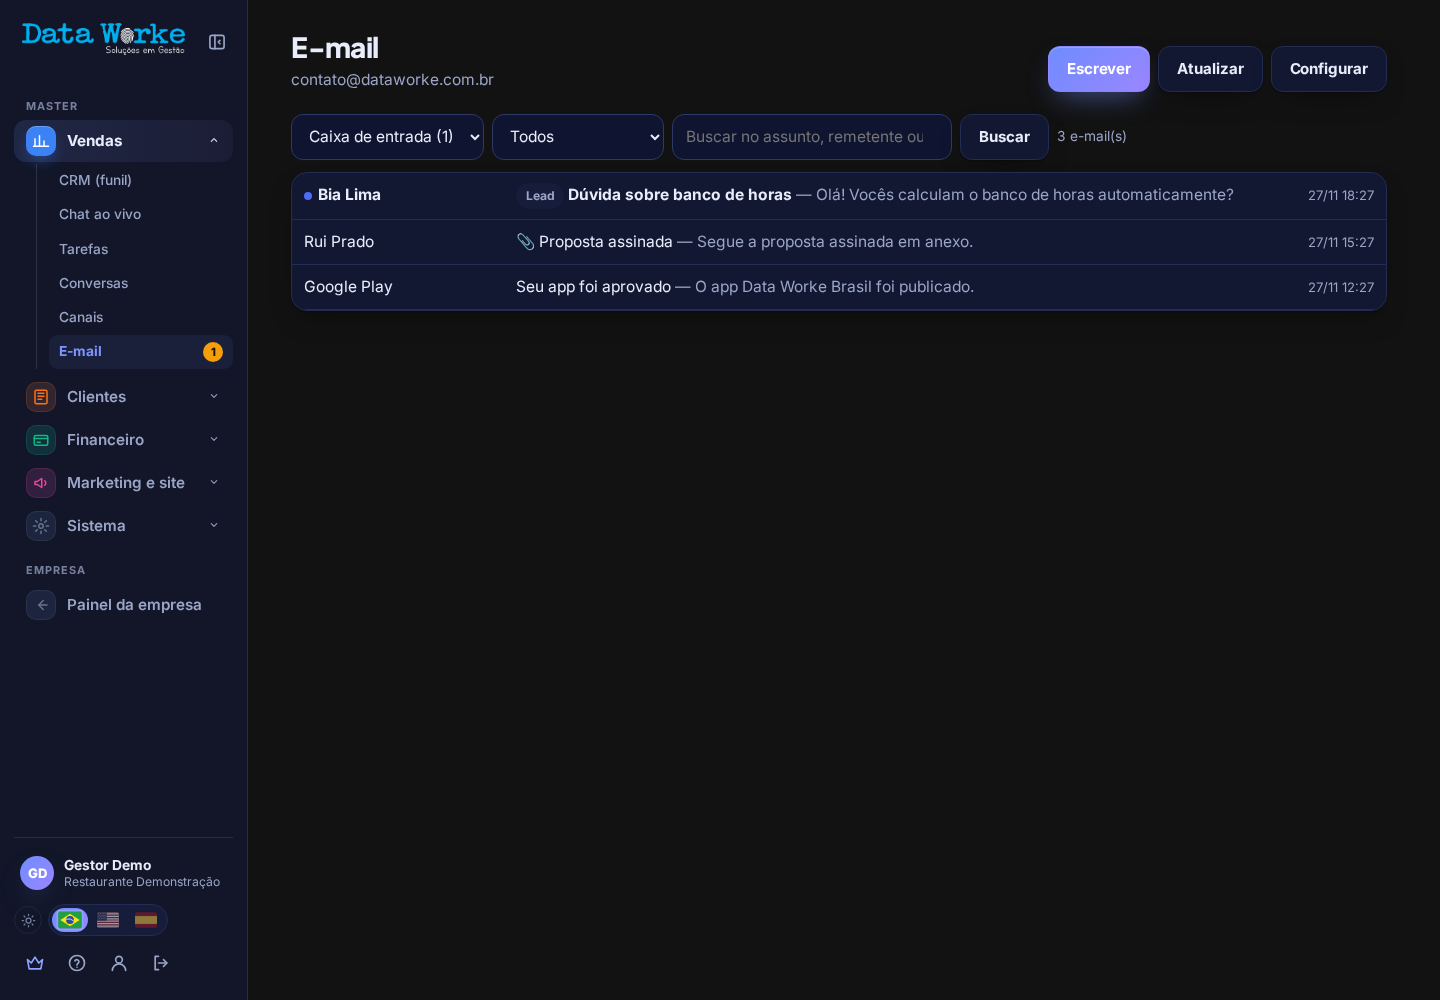 Data Worke
Soluções em Gestão
MASTER
Vendas
CRM (funil)
Chat ao vivo
Tarefas
Conversas
Canais
E-mail 1
Clientes
Financeiro
Marketing e site
Sistema
EMPRESA
Painel da empresa
GD Gestor Demo
Restaurante Demonstração
E-mail
contato@dataworke.com.br
Escrever Atualizar Configurar
Caixa de entrada (1) Todos Buscar no assunto, remetente ou Buscar 3 e-mail(s)
Bia Lima Lead Dúvida sobre banco de horas — Olá! Vocês calculam o banco de horas automaticamente? 27/11 18:27
Rui Prado Proposta assinada — Segue a proposta assinada em anexo. 27/11 15:27
Google Play Seu app foi aprovado — O app Data Worke Brasil foi publicado. 27/11 12:27